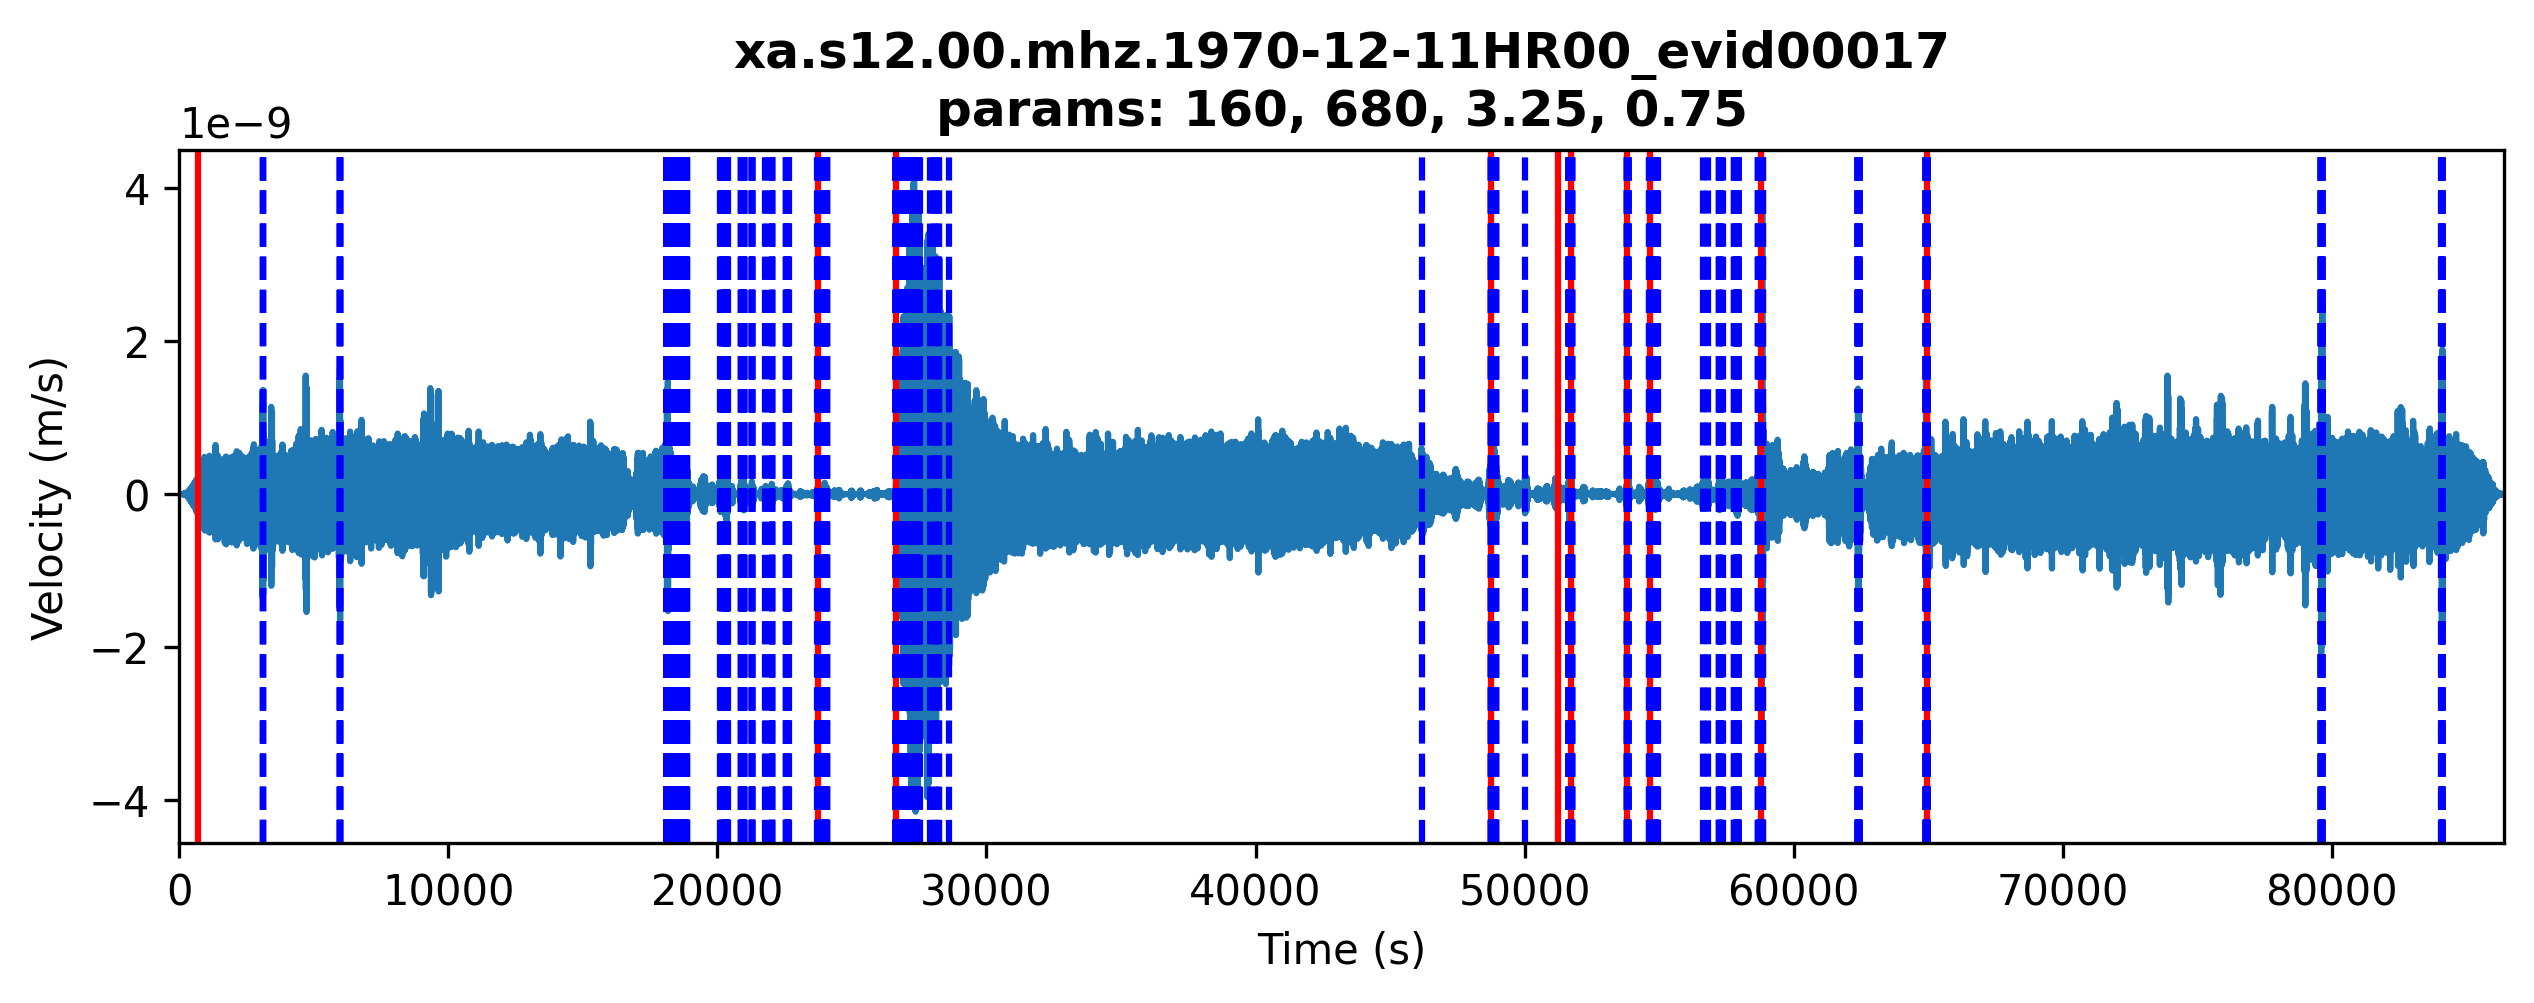 xa.s12.00.mhz.1970-12-11HR00_evid00017
params: 160, 680, 3.25, 0.75
1e−9
4
2
0
−2
−4
Velocity (m/s)
0 10000 20000 30000 40000 50000 60000 70000 80000
Time (s)